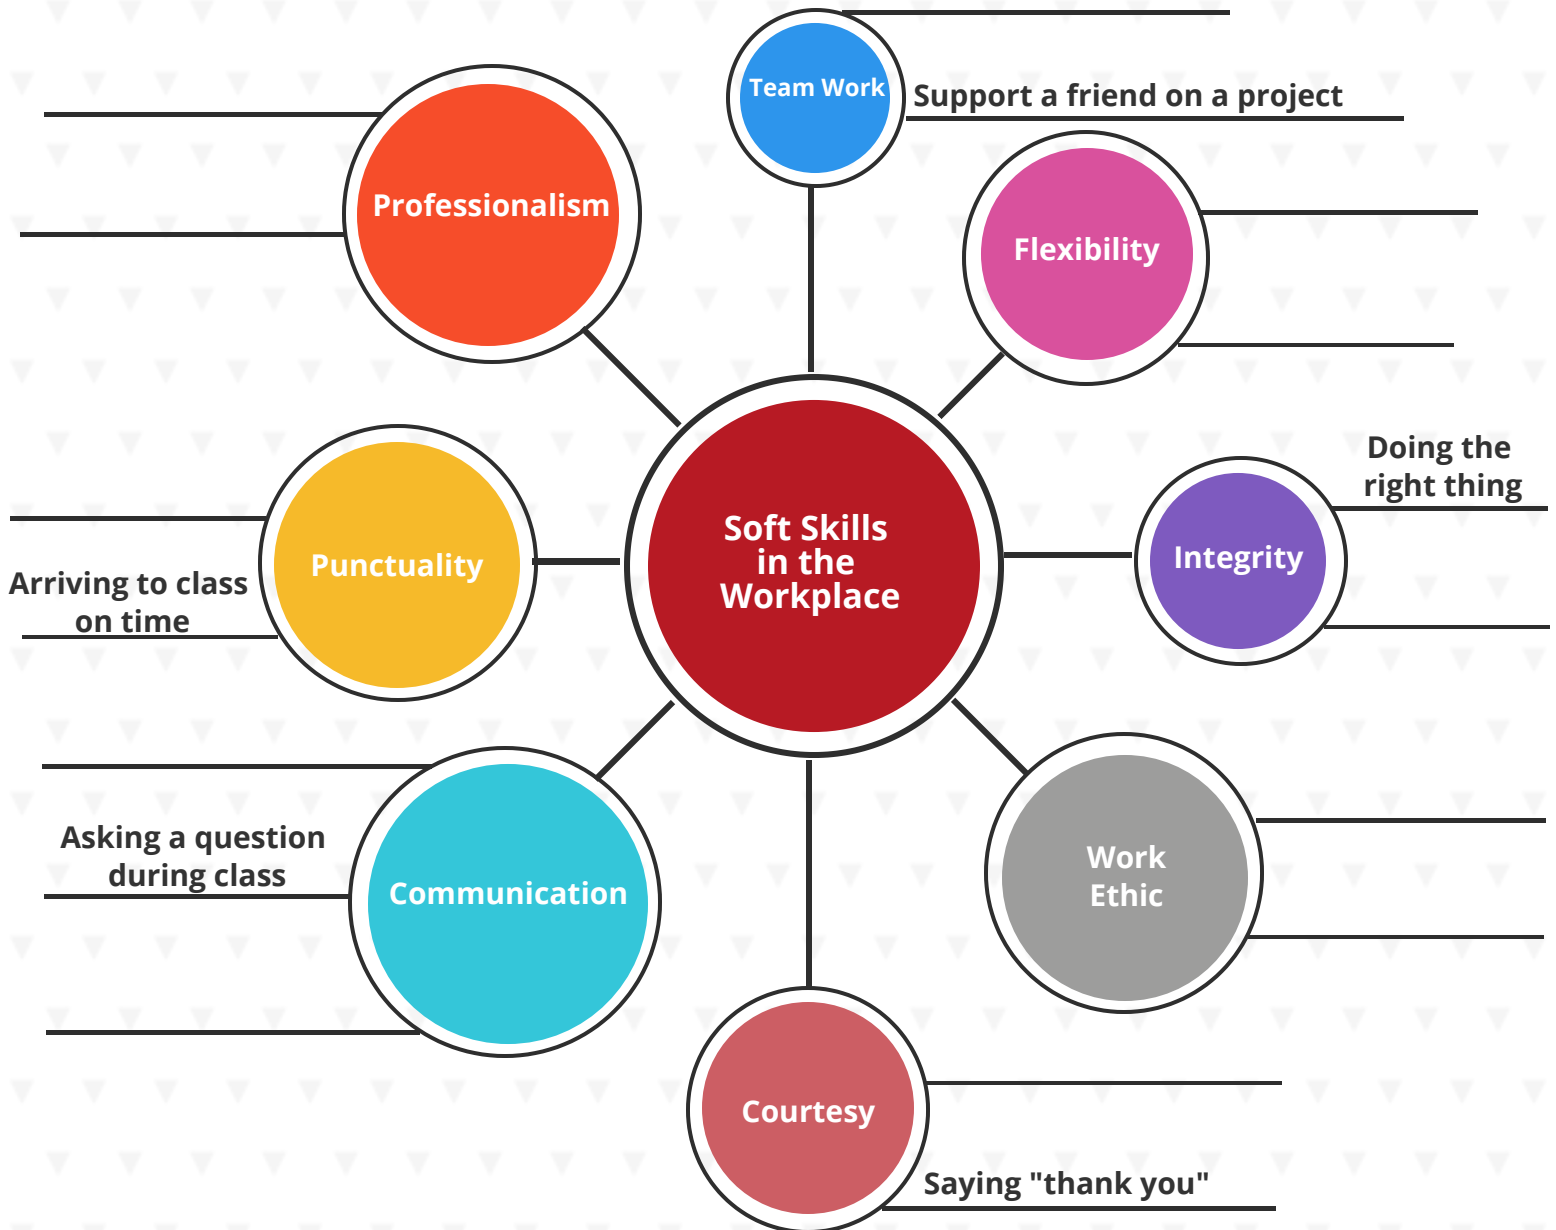 Team Work
Support a friend on a project
Professionalism
Flexibility
Doing the
right thing
Integrity
Soft Skills
in the
Workplace
Punctuality
Arriving to class
on time
Asking a question
during class
Communication
Work
Ethic
Courtesy
Saying "thank you"